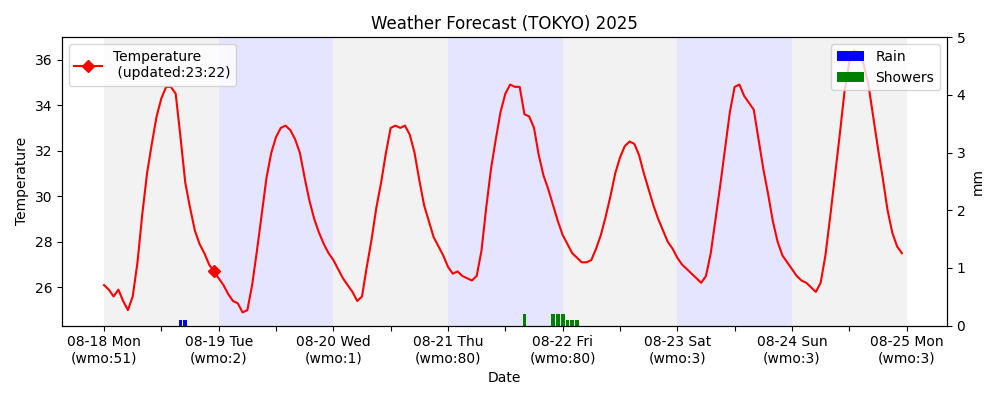 Weather Forecast (TOKYO) 2025
Temperature
(updated:23:22)
Rain
Showers
Temperature
36
34
32
30
28
26
5
4
3
2
1
0
mm
08-18 Mon
(wmo:51)
08-19 Tue
(wmo:2)
08-20 Wed
(wmo:1)
08-21 Thu
(wmo:80)
08-22 Fri
(wmo:80)
08-23 Sat
(wmo:3)
08-24 Sun
(wmo:3)
08-25 Mon
(wmo:3)
Date